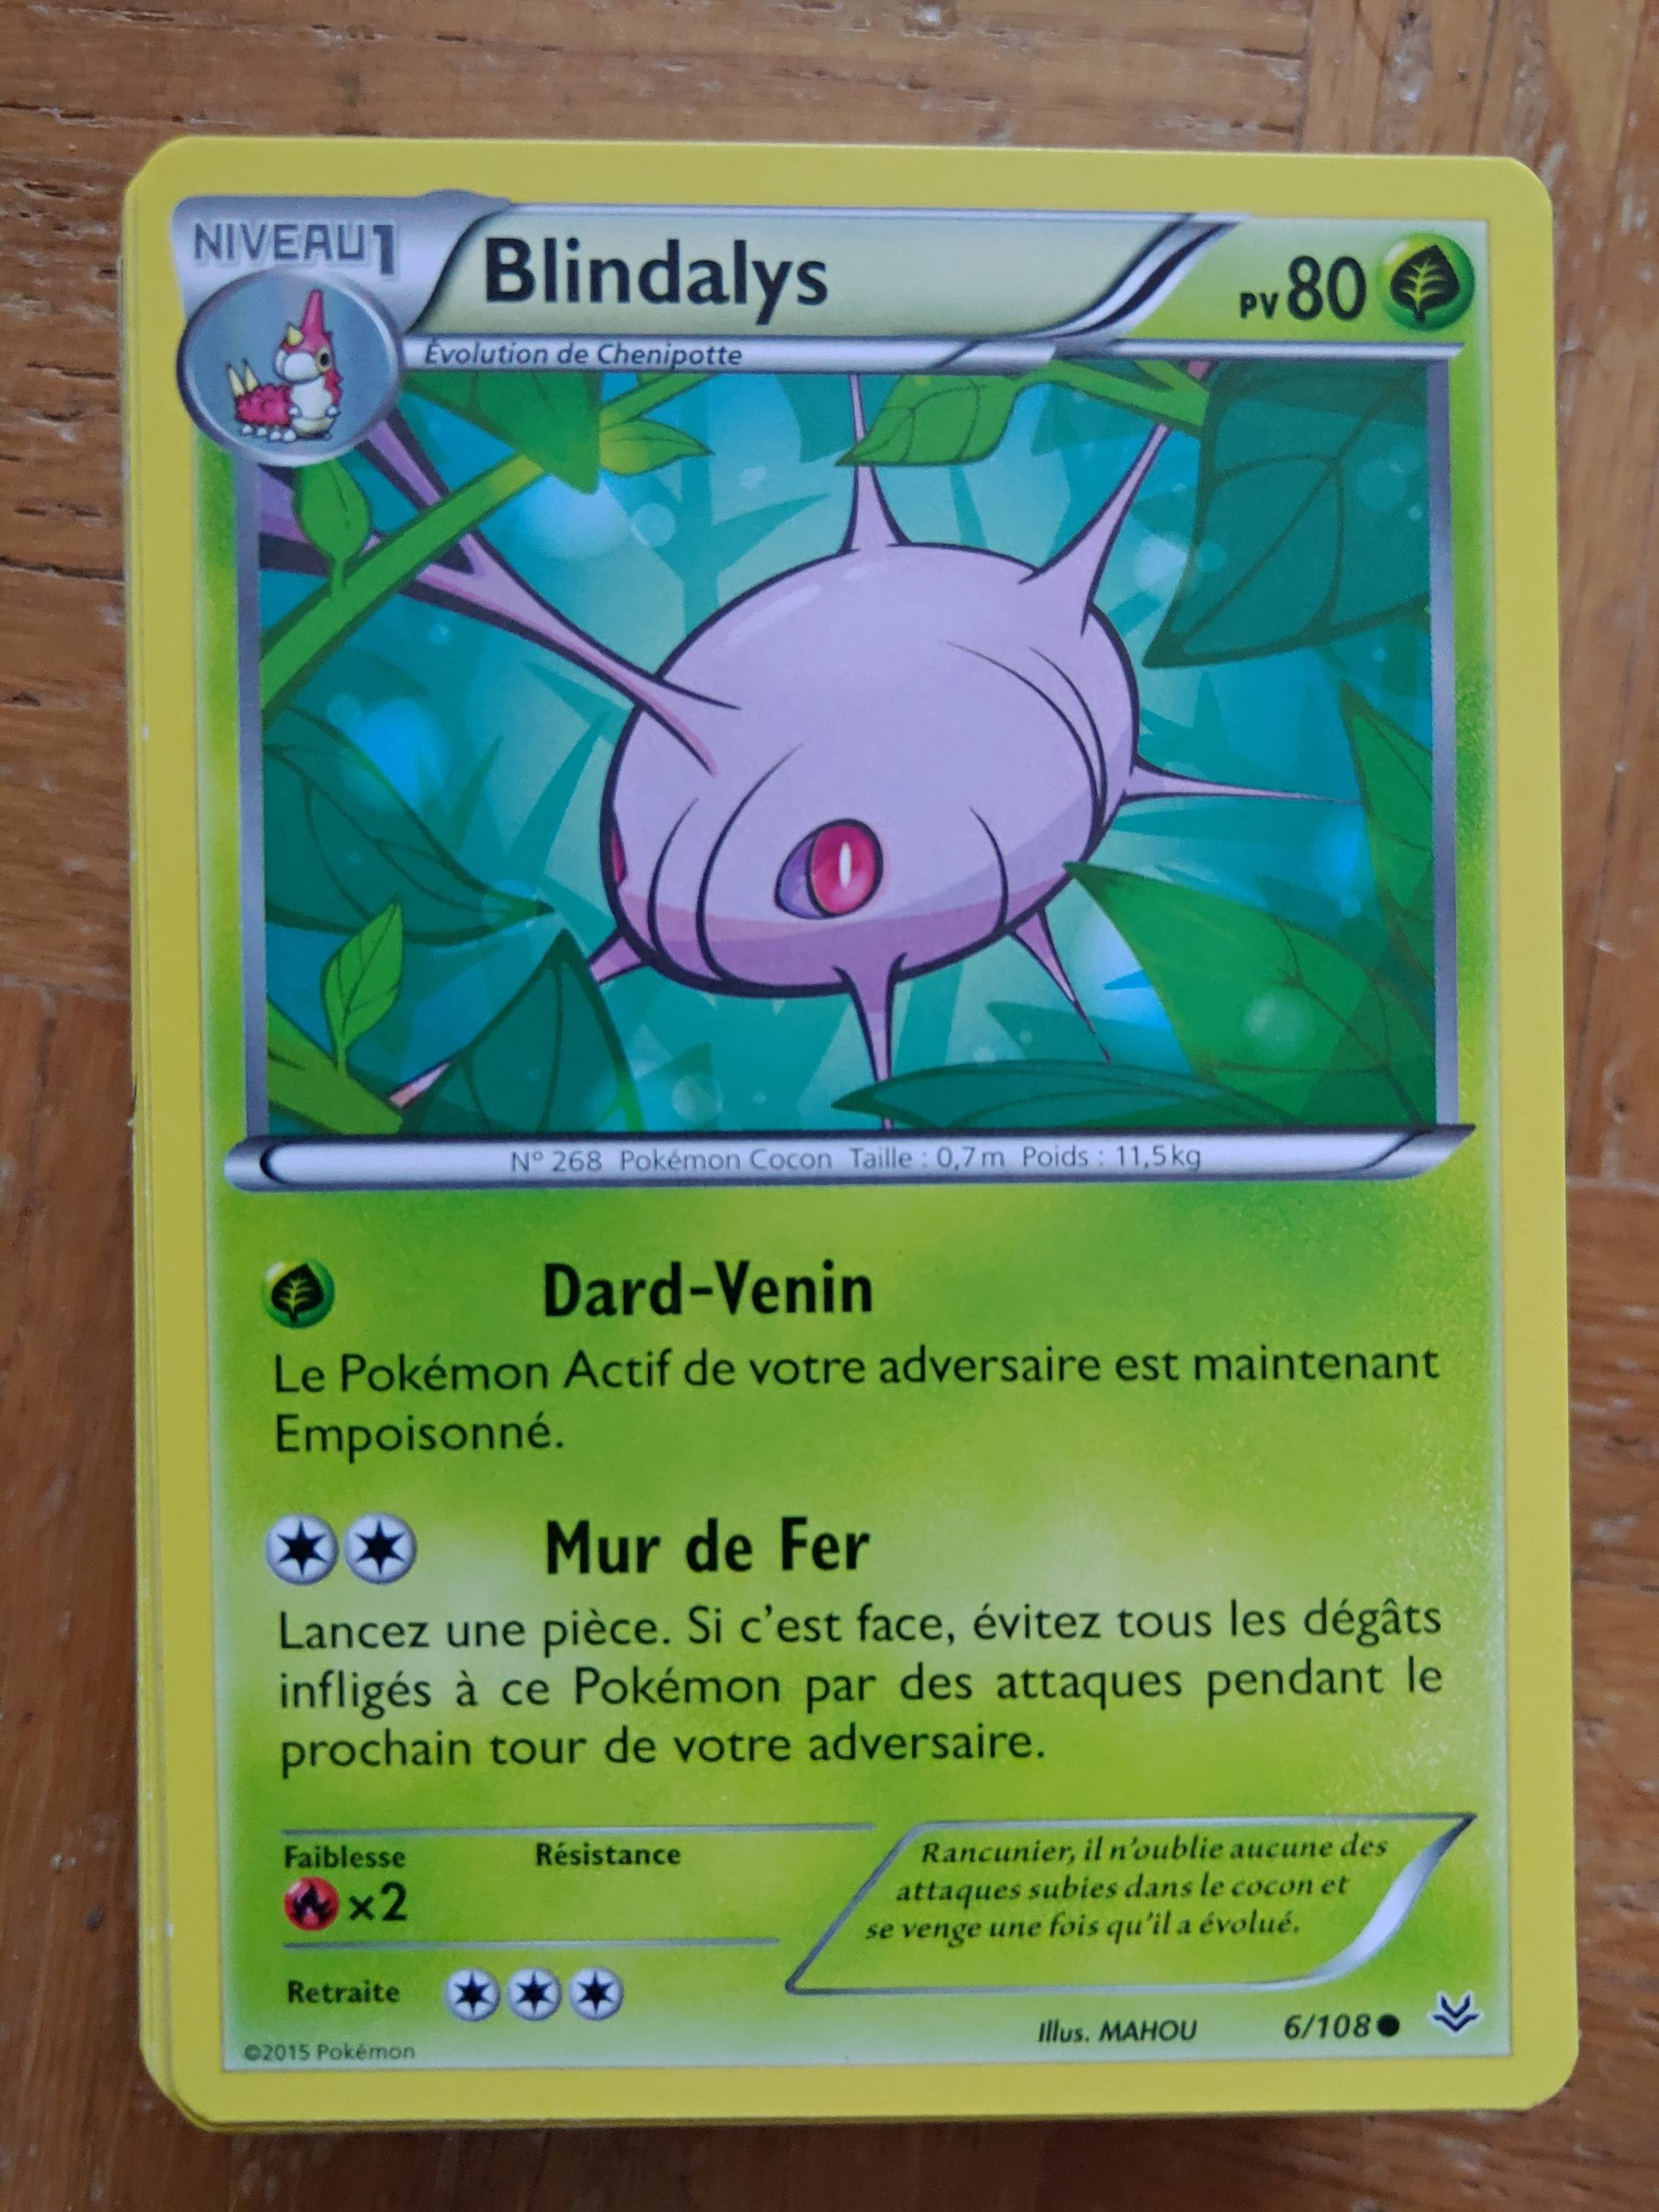 NIVEAU 1
Blindalys
PV 80
Évolution de Chenipotte
N° 268 Pokémon Cocon Taille : 0,7 m Poids : 11,5 kg
Dard-Venin
Le Pokémon Actif de votre adversaire est maintenant
Empoisonné.
Mur de Fer
Lancez une pièce. Si c'est face, évitez tous les dégâts
infligés à ce Pokémon par des attaques pendant le
prochain tour de votre adversaire.
Faiblesse
Résistance
×2
Retraite
Rancunier, il n'oublie aucune des
attaques subies dans le cocon et
se venge une fois qu'il a évolué.
Illus. MAHOU
6/108
©2015 Pokémon